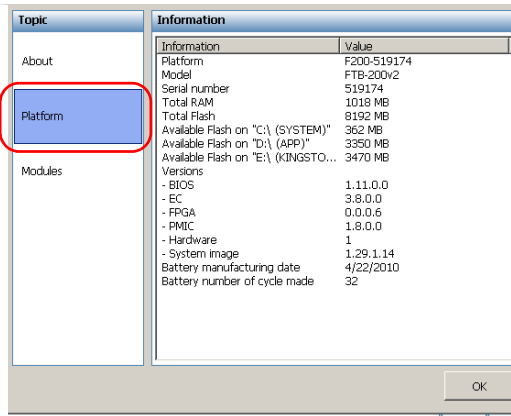 Topic
Information
About
Platform
Modules
Information Value
Platform F200-519174
Model FTB-200v2
Serial number 519174
Total RAM 1018 MB
Total Flash 8192 MB
Available Flash on "C:\ (SYSTEM)" 362 MB
Available Flash on "D:\ (APP)" 3350 MB
Available Flash on "E:\ (KINGSTO... 3470 MB
Versions
- BIOS 1.11.0.0
- EC 3.8.0.0
- FPGA 0.0.0.6
- PMIC 1.8.0.0
- Hardware 1
- System image 1.29.1.14
Battery manufacturing date 4/22/2010
Battery number of cycle made 32
OK